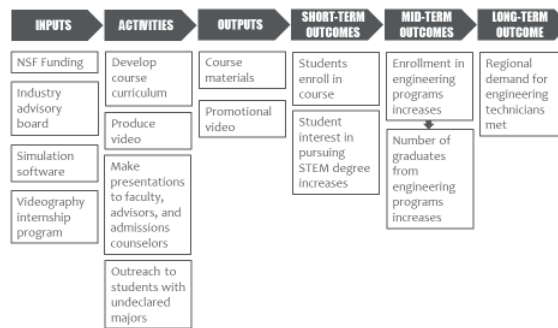 INPUTS
NSF Funding
Industry
advisory
board
Simulation
software
Videography
internship
program
ACTIVITIES
Develop
course
curriculum
Produce
video
Make
presentations
to faculty,
advisors, and
admissions
counselors
Outreach to
students with
undeclared
majors
OUTPUTS
Course
materials
Promotional
video
SHORT-TERM
OUTCOMES
Students
enroll in
course
Student
interest in
pursuing
STEM degree
increases
MID-TERM
OUTCOMES
Enrollment in
engineering
programs
increases
Number of
graduates
from
engineering
programs
increases
LONG-TERM
OUTCOME
Regional
demand for
engineering
technicians
met